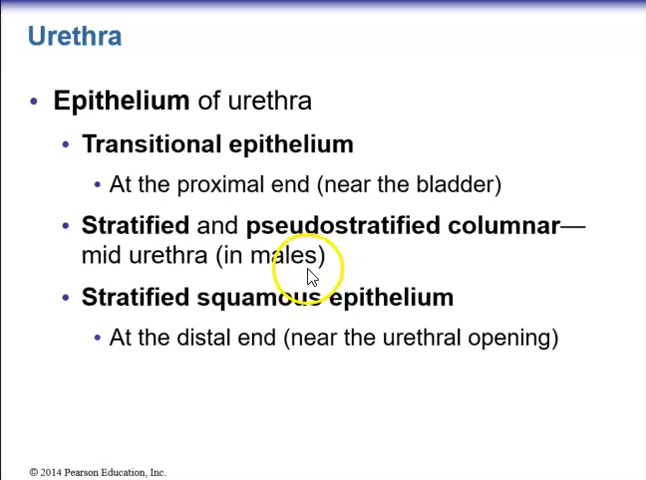 Urethra
• Epithelium of urethra
• Transitional epithelium
• At the proximal end (near the bladder)
• Stratified and pseudostratified columnar—
mid urethra (in males)
• Stratified squamous epithelium
• At the distal end (near the urethral opening)
© 2014 Pearson Education, Inc.